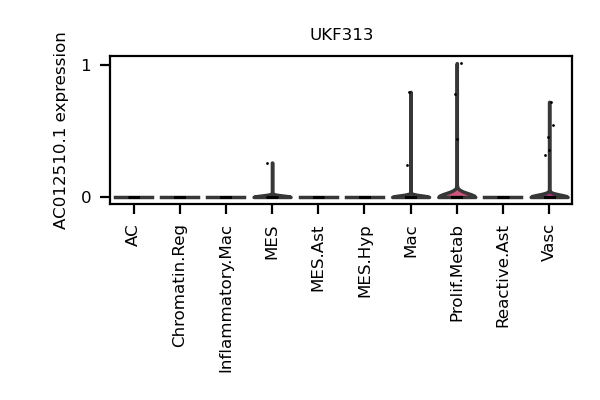 UKF313
AC012510.1 expression
1
0
AC
Chromatin.Reg
Inflammatory.Mac
MES
MES.Ast
MES.Hyp
Mac
Prolif.Metab
Reactive.Ast
Vasc